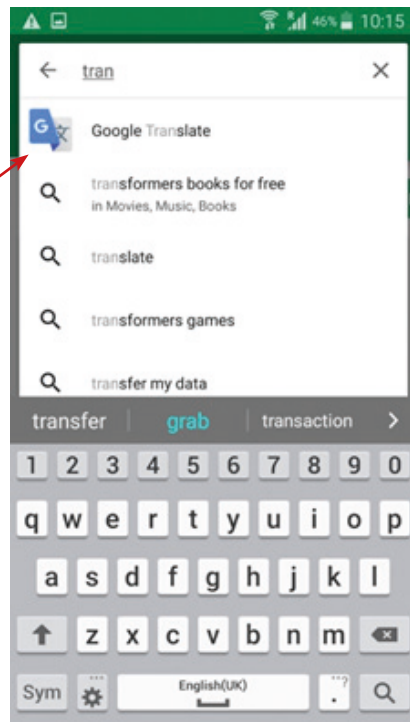 46% 10:15
tran
Google Translate
transformers books for free
in Movies, Music, Books
translate
transformers games
transfer my data
transfer grab transaction
1 2 3 4 5 6 7 8 9 0
q w e r t y u i o p
a s d f g h j k l
z x c v b n m
Sym English(UK) . ...?